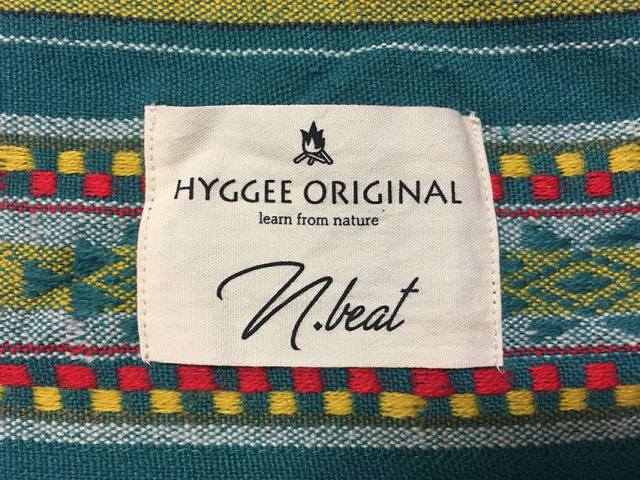 HYGGEE ORIGINAL
learn from nature
N.beat